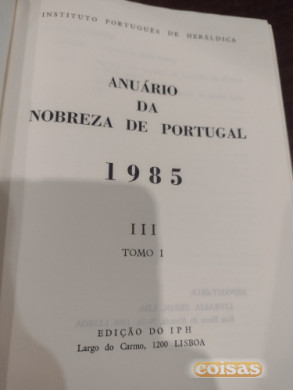 INSTITUTO PORTUGUÊS DE HERÁLDICA
ANUÁRIO
DA
NOBREZA DE PORTUGAL
1985
III
TOMO I
EDIÇÃO DO IPH
Largo do Carmo, 1200 LISBOA
coisas